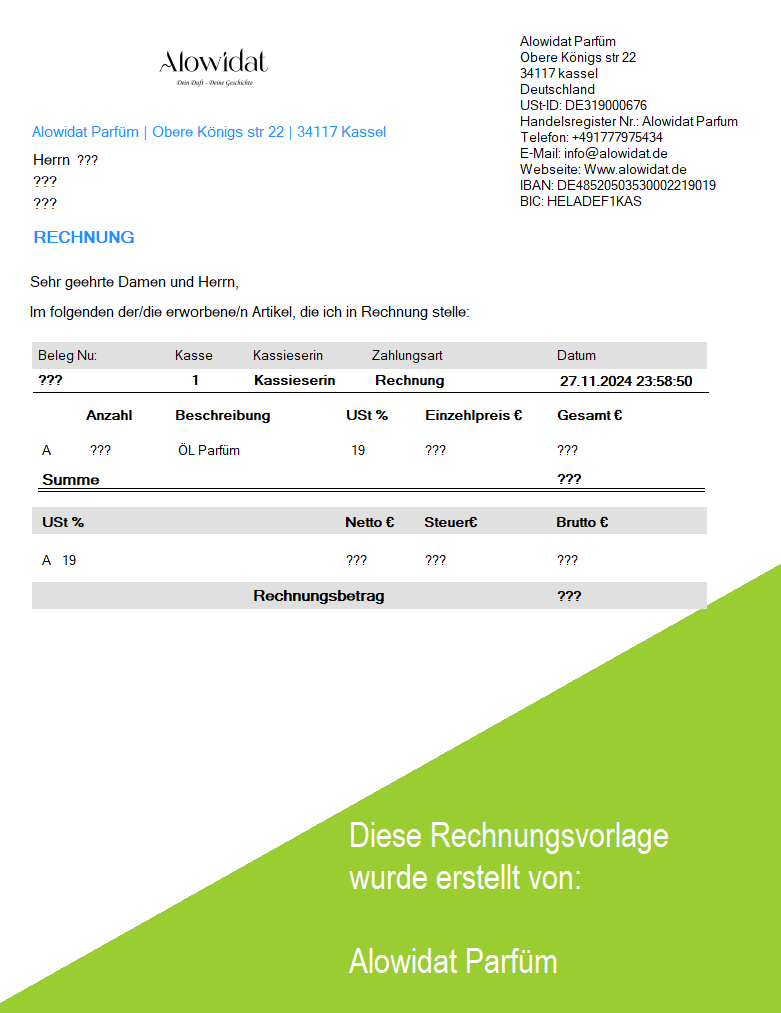 Alowidat
Dein Duft - Deine Geschichte
Alowidat Parfüm
Obere Königs str 22
34117 kassel
Deutschland
USt-ID: DE319000676
Handelsregister Nr.: Alowidat Parfum
Telefon: +491777975434
E-Mail: info@alowidat.de
Webseite: Www.alowidat.de
IBAN: DE48520503530002219019
BIC: HELADEF1KAS
Alowidat Parfüm | Obere Königs str 22 | 34117 Kassel
Herrn ???
???
???
RECHNUNG
Sehr geehrte Damen und Herrn,
Im folgenden der/die erworbene/n Artikel, die ich in Rechnung stelle:
Beleg Nu: Kasse Kassieserin Zahlungsart Datum
??? 1 Kassieserin Rechnung 27.11.2024 23:58:50
Anzahl Beschreibung USt % Einzehlpreis € Gesamt €
A ??? ÖL Parfüm 19 ??? ???
Summe ???
USt % Netto € Steuer€ Brutto €
A 19 ??? ??? ???
Rechnungsbetrag ???
Diese Rechnungsvorlage
wurde erstellt von:
Alowidat Parfüm